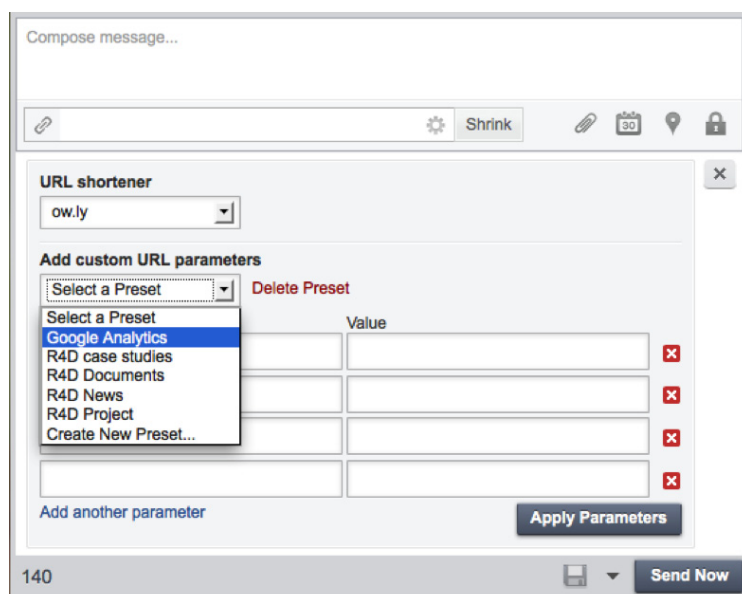 Compose message...
Shrink
30
URL shortener
ow.ly
Add custom URL parameters
Select a Preset
Delete Preset
Select a Preset
Value
Google Analytics
R4D case studies
R4D Documents
R4D News
R4D Project
Create New Preset...
Add another parameter
Apply Parameters
140
Send Now